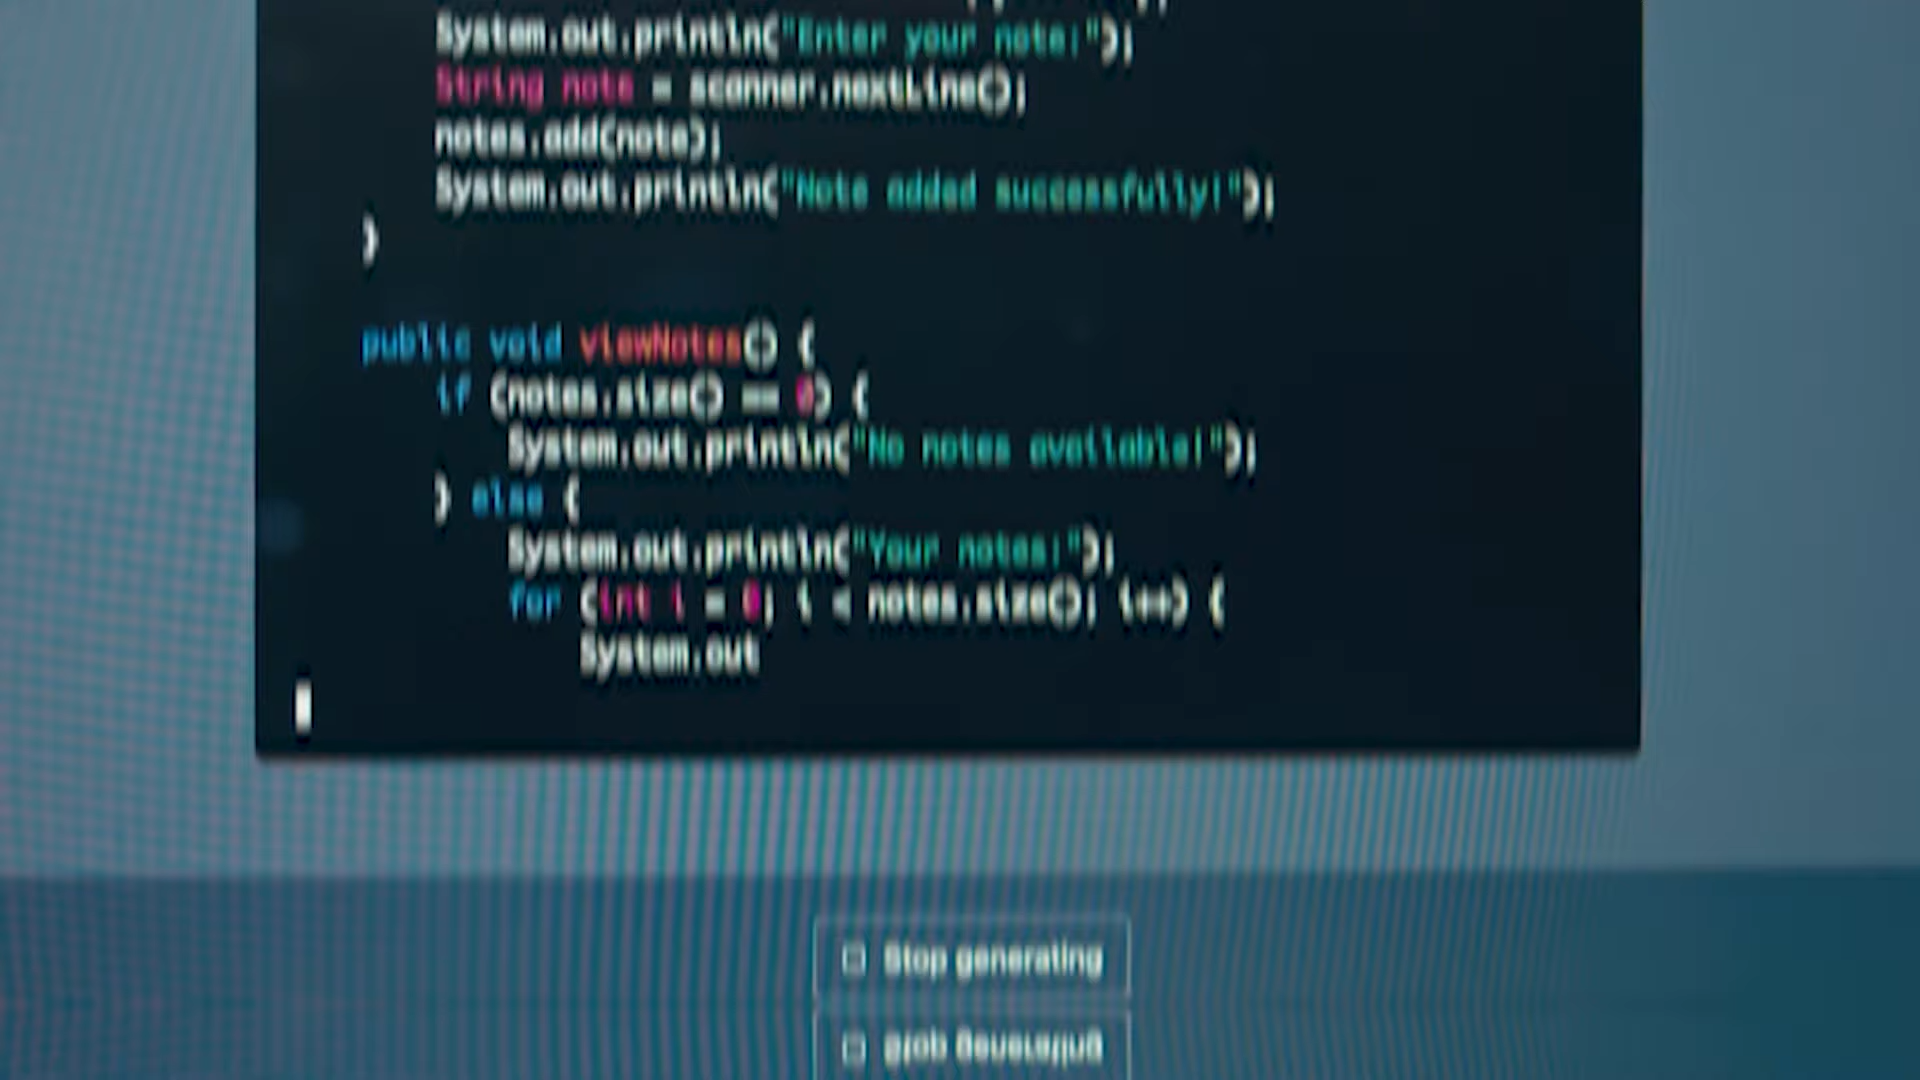 System.out.println("Enter your note:");
String note = scanner.nextLine();
notes.add(note);
System.out.println("Note added successfully!");
}
public void viewNotes() {
if (notes.size() == 0) {
System.out.println("No notes available!");
} else {
System.out.println("Your notes:");
for (int i = 0; i < notes.size(); i++) {
System.out
Stop generating